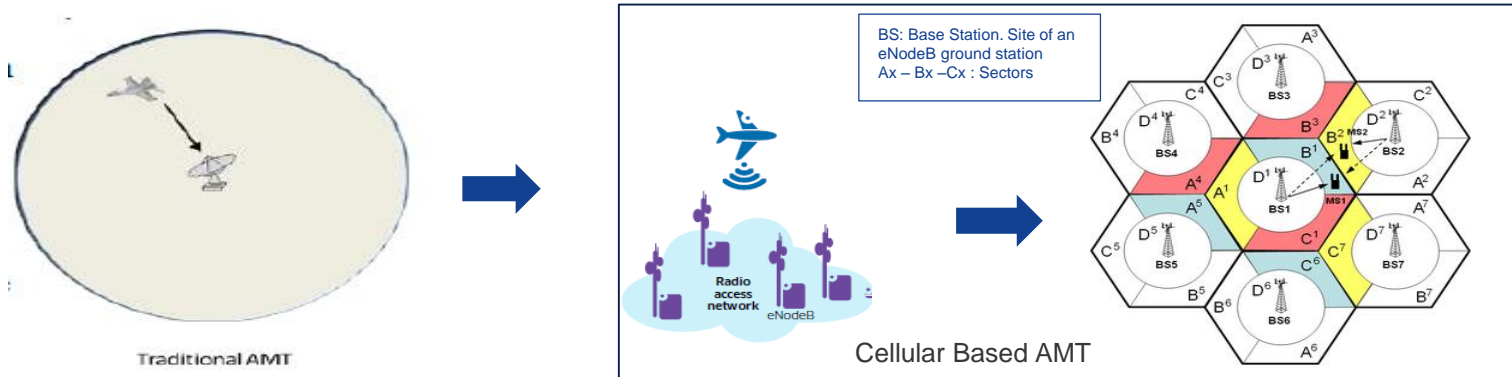 Traditional AMT
BS: Base Station. Site of an
eNodeB ground station
Ax – Bx –Cx : Sectors
Radio
access
network
eNodeB
Cellular Based AMT
A³
D³
C³
BS3
B³
C⁴
D⁴
B⁴
BS4
A⁴
C²
D²
B²
MS2
BS2
A²
B¹
D¹
A¹
BS1
MS1
C¹
A⁵
D⁵
C⁵
BS5
B⁵
A⁷
D⁷
C⁷
BS7
B⁷
C⁶
D⁶
B⁶
BS6
A⁶